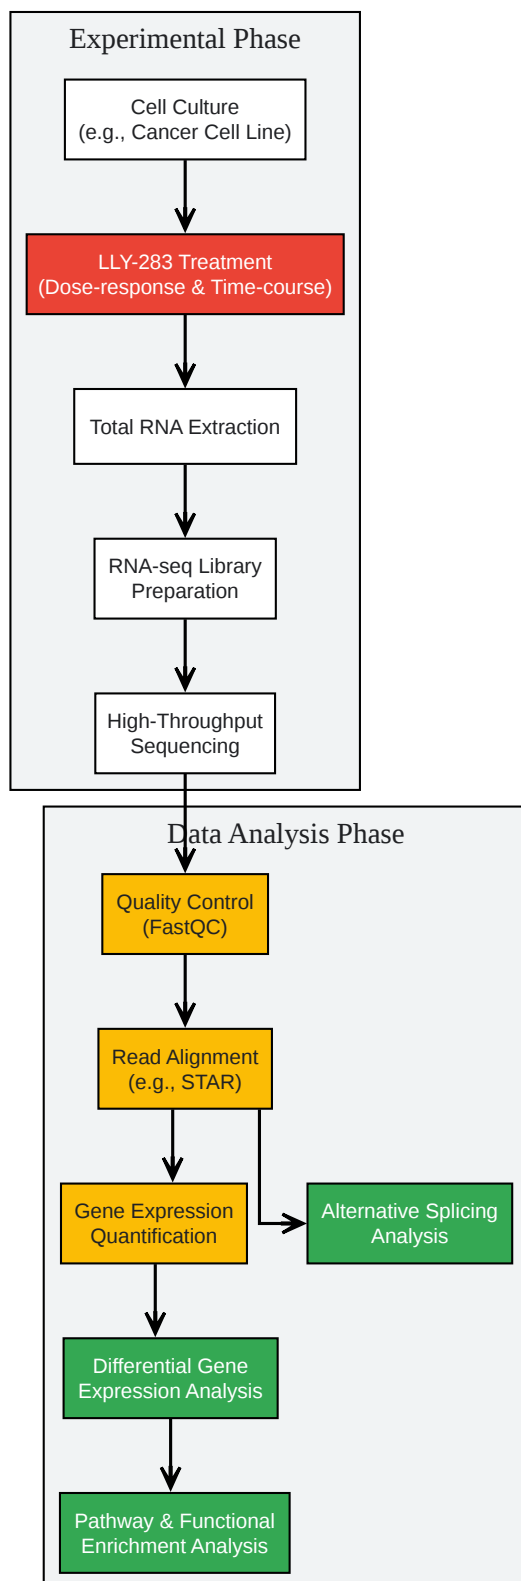 Experimental Phase
Cell Culture
(e.g., Cancer Cell Line)
LLY-283 Treatment
(Dose-response & Time-course)
Total RNA Extraction
RNA-seq Library
Preparation
High-Throughput
Sequencing
Data Analysis Phase
Quality Control
(FastQC)
Read Alignment
(e.g., STAR)
Gene Expression
Quantification
Alternative Splicing
Analysis
Differential Gene
Expression Analysis
Pathway & Functional
Enrichment Analysis